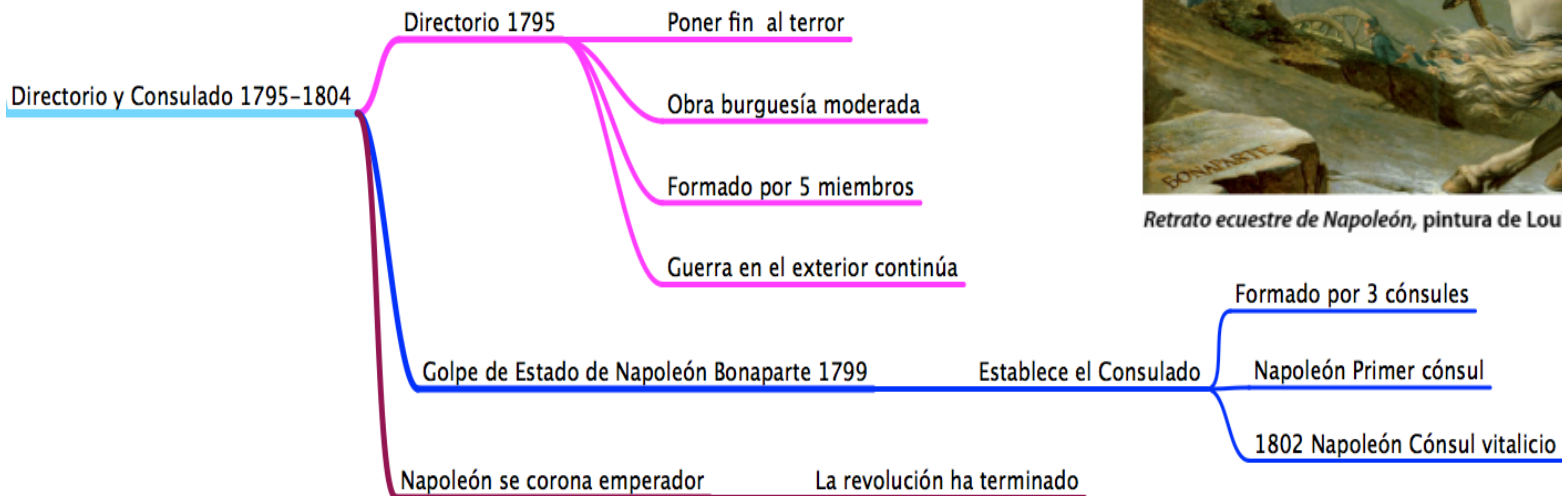 Directorio y Consulado 1795-1804
Directorio 1795
Poner fin al terror
Obra burguesía moderada
Formado por 5 miembros
Guerra en el exterior continúa
BONAPARTE
Retrato ecuestre de Napoleón, pintura de Lou
Golpe de Estado de Napoleón Bonaparte 1799
Establece el Consulado
Formado por 3 cónsules
Napoleón Primer cónsul
1802 Napoleón Cónsul vitalicio
Napoleón se corona emperador
La revolución ha terminado